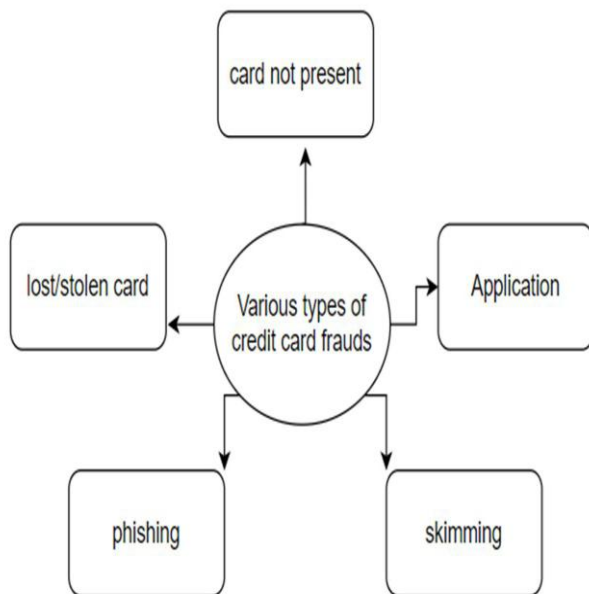 card not present
lost/stolen card
Various types of
credit card frauds
Application
phishing
skimming